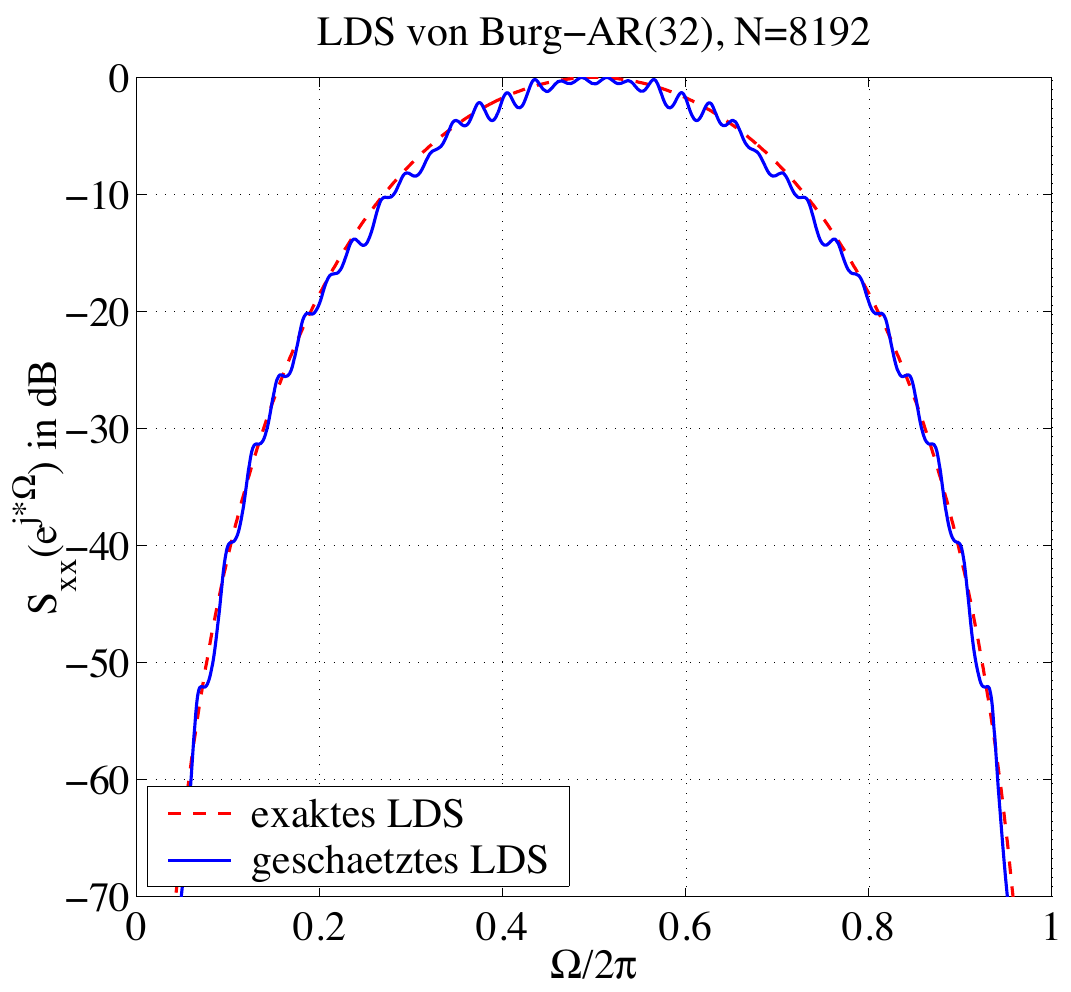 LDS von Burg−AR(32), N=8192
0
−10
−20
−30
−40
−50
−60
−70
S_xx(e^j*Ω) in dB
exaktes LDS
geschaetztes LDS
0 0.2 0.4 0.6 0.8 1
Ω/2π